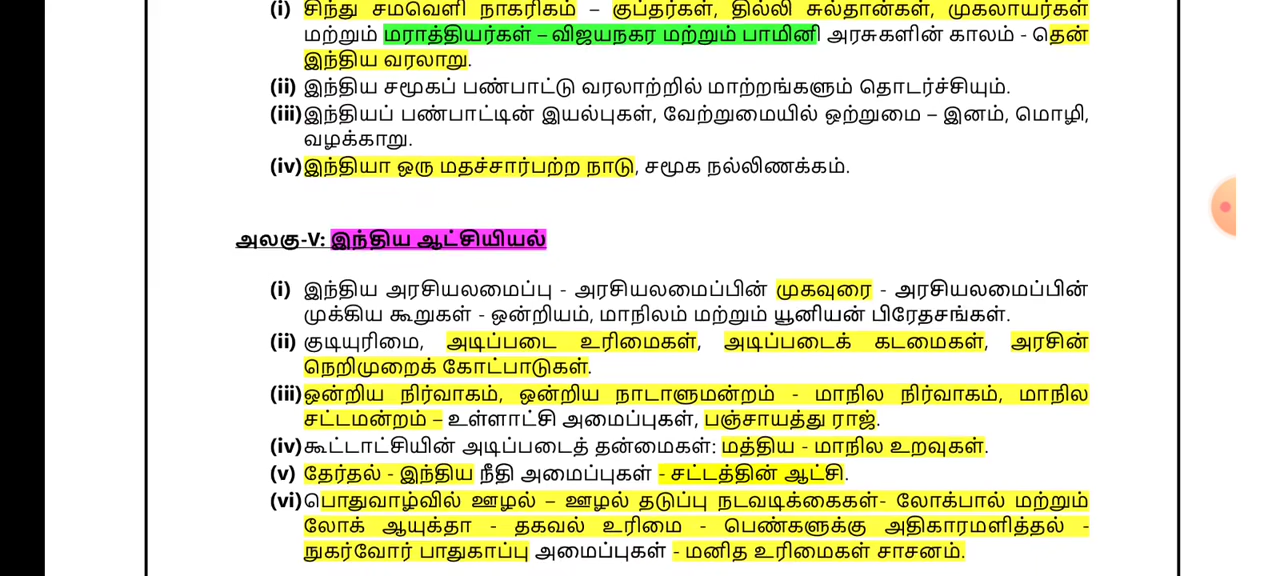 (i) சிந்து சமவெளி நாகரிகம் – குப்தர்கள், தில்லி சுல்தான்கள், முகலாயர்கள்
மற்றும் மராத்தியர்கள் – விஜயநகர மற்றும் பாமினி அரசுகளின் காலம் - தென்
இந்திய வரலாறு.
(ii) இந்திய சமூகப் பண்பாட்டு வரலாற்றில் மாற்றங்களும் தொடர்ச்சியும்.
(iii) இந்தியப் பண்பாட்டின் இயல்புகள், வேற்றுமையில் ஒற்றுமை – இனம், மொழி,
வழக்காறு.
(iv) இந்தியா ஒரு மதச்சார்பற்ற நாடு, சமூக நல்லிணக்கம்.
அலகு-V: இந்திய ஆட்சியியல்
(i) இந்திய அரசியலமைப்பு - அரசியலமைப்பின் முகவுரை - அரசியலமைப்பின்
முக்கிய கூறுகள் - ஒன்றியம், மாநிலம் மற்றும் யூனியன் பிரேதசங்கள்.
(ii) குடியுரிமை, அடிப்படை உரிமைகள், அடிப்படைக் கடமைகள், அரசின்
நெறிமுறைக் கோட்பாடுகள்.
(iii) ஒன்றிய நிர்வாகம், ஒன்றிய நாடாளுமன்றம் - மாநில நிர்வாகம், மாநில
சட்டமன்றம் – உள்ளாட்சி அமைப்புகள், பஞ்சாயத்து ராஜ்.
(iv) கூட்டாட்சியின் அடிப்படைத் தன்மைகள்: மத்திய - மாநில உறவுகள்.
(v) தேர்தல் - இந்திய நீதி அமைப்புகள் - சட்டத்தின் ஆட்சி.
(vi) பொதுவாழ்வில் ஊழல் – ஊழல் தடுப்பு நடவடிக்கைகள்- லோக்பால் மற்றும்
லோக் ஆயுக்தா - தகவல் உரிமை - பெண்களுக்கு அதிகாரமளித்தல் -
நுகர்வோர் பாதுகாப்பு அமைப்புகள் - மனித உரிமைகள் சாசனம்.